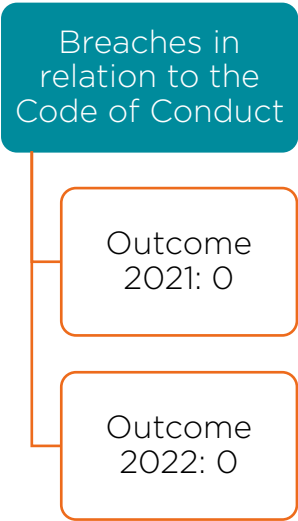 Breaches in
relation to the
Code of Conduct
Outcome
2021: 0
Outcome
2022: 0